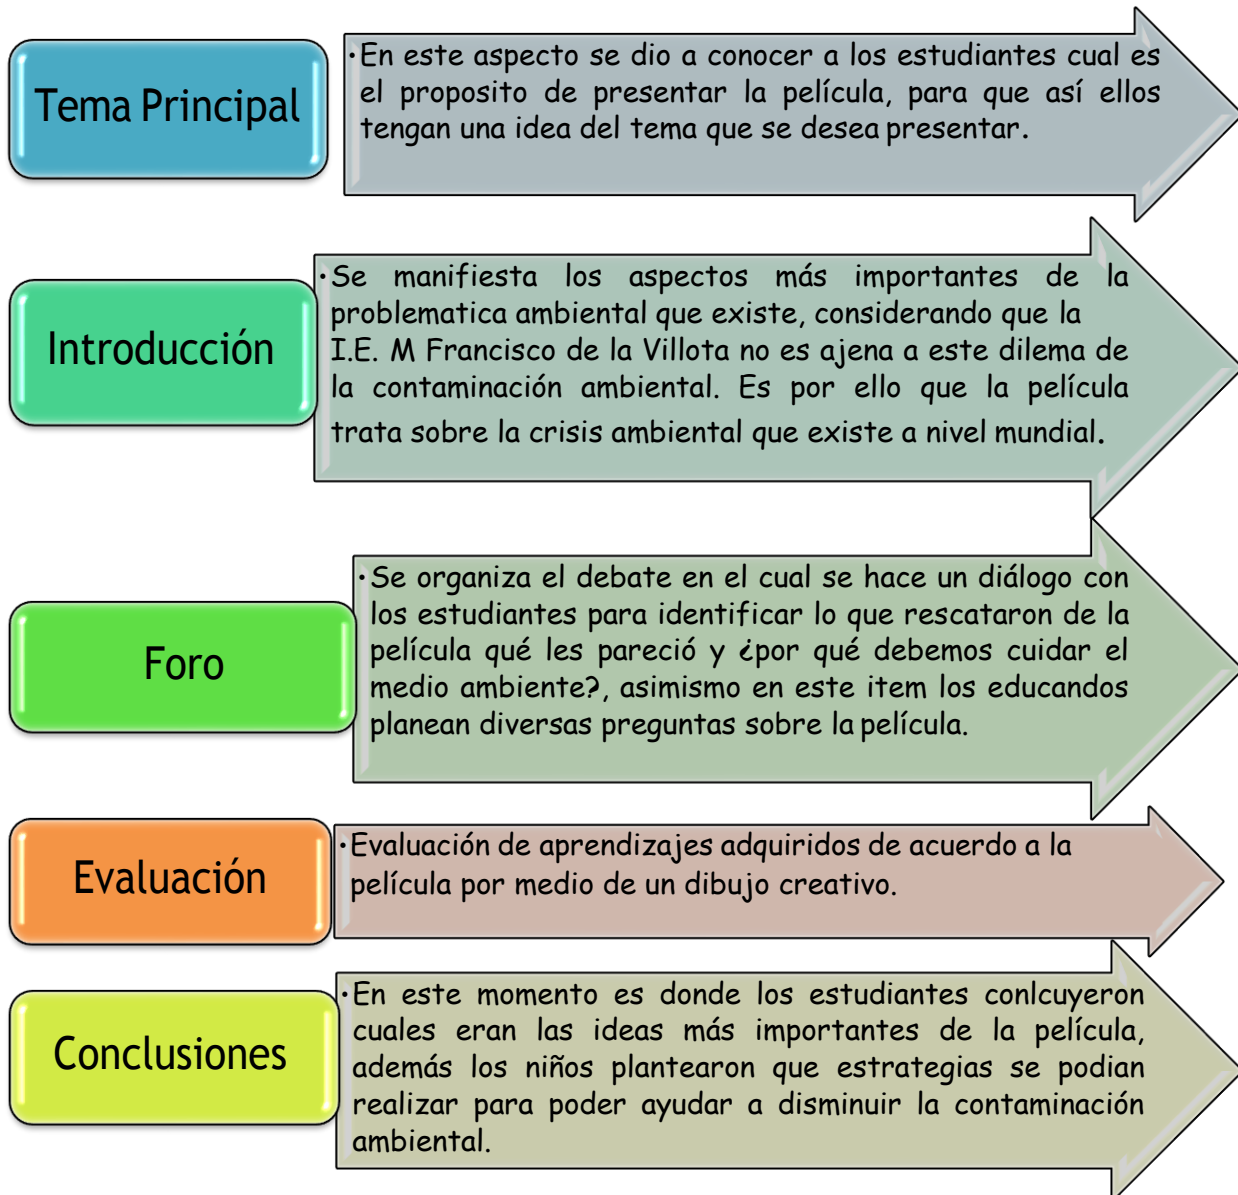 Tema Principal
·En este aspecto se dio a conocer a los estudiantes cual es
el proposito de presentar la película, para que así ellos
tengan una idea del tema que se desea presentar.
Introducción
·Se manifiesta los aspectos más importantes de la
problematica ambiental que existe, considerando que la
I.E. M Francisco de la Villota no es ajena a este dilema de
la contaminación ambiental. Es por ello que la película
trata sobre la crisis ambiental que existe a nivel mundial.
Foro
·Se organiza el debate en el cual se hace un diálogo con
los estudiantes para identificar lo que rescataron de la
película qué les pareció y ¿por qué debemos cuidar el
medio ambiente?, asimismo en este item los educandos
planean diversas preguntas sobre la película.
Evaluación
·Evaluación de aprendizajes adquiridos de acuerdo a la
película por medio de un dibujo creativo.
Conclusiones
·En este momento es donde los estudiantes conlcuyeron
cuales eran las ideas más importantes de la película,
además los niños plantearon que estrategias se podian
realizar para poder ayudar a disminuir la contaminación
ambiental.